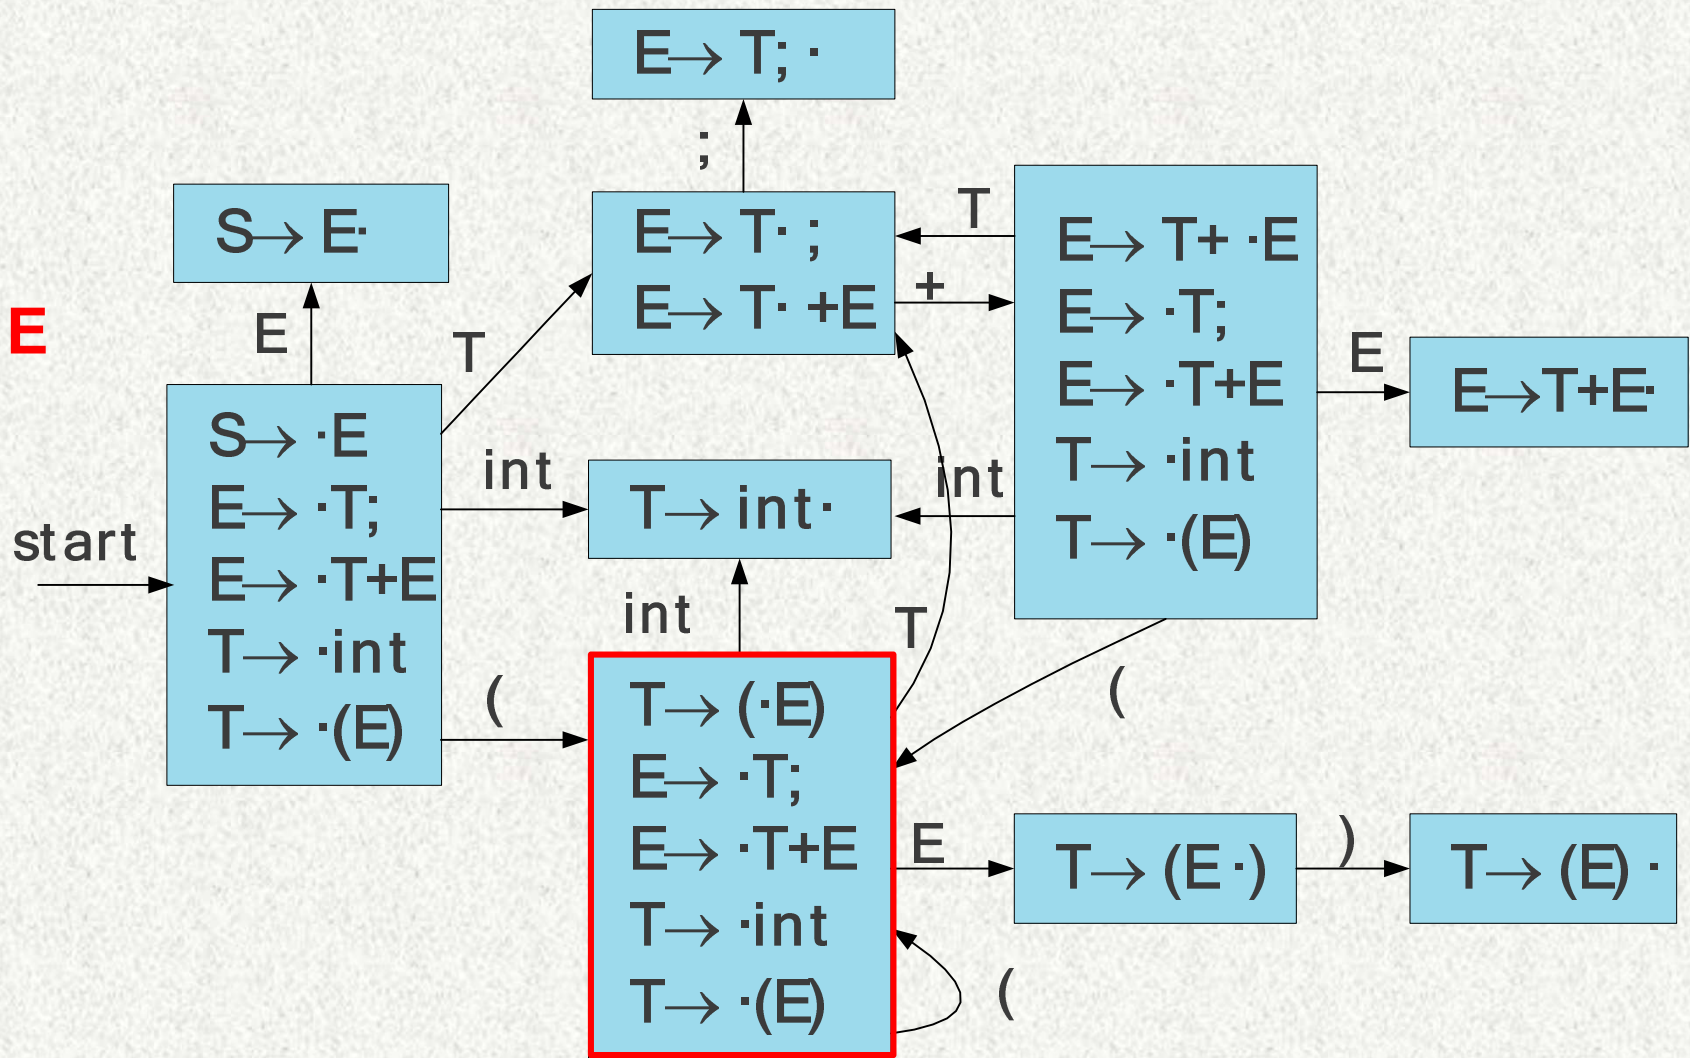 E→ T; ·
;
S→ E·
E→ T· ;
E→ T· +E
T
+
E→ T+ ·E
E→ ·T;
E→ ·T+E
T→ ·int
T→ ·(E)
E
E→T+E·
E
E
T
S→ ·E
E→ ·T;
E→ ·T+E
T→ ·int
T→ ·(E)
start
int
T→ int·
int
int
T
(
(
T→ (·E)
E→ ·T;
E→ ·T+E
T→ ·int
T→ ·(E)
E
T→ (E ·)
)
T→ (E) ·
(